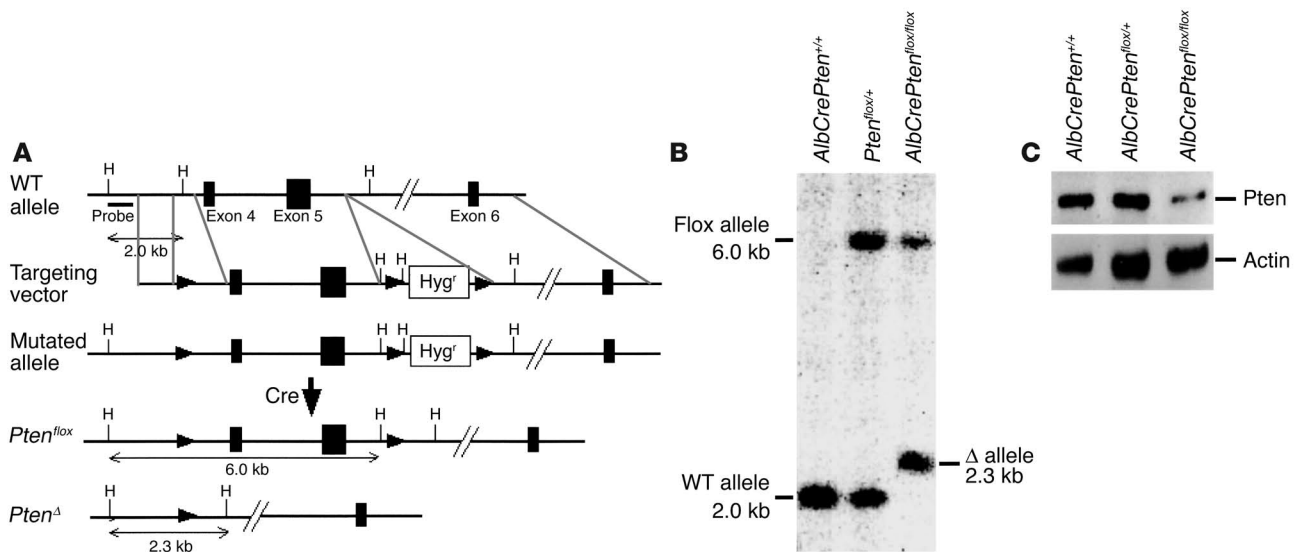 A
WT
allele
H
H
H
Probe
Exon 4
Exon 5
Exon 6
2.0 kb
Targeting
vector
H
H
H
Hygʳ
Mutated
allele
H
H
H
H
Hygʳ
Cre
Ptenᶠˡᵒˣ
H
H
H
6.0 kb
PtenΔ
H
H
2.3 kb
B
AlbCrePten+/+
Ptenflox/+
AlbCrePtenflox/flox
Flox allele
6.0 kb
WT allele
2.0 kb
Δ allele
2.3 kb
C
AlbCrePten+/+
AlbCrePtenflox/+
AlbCrePtenflox/flox
Pten
Actin